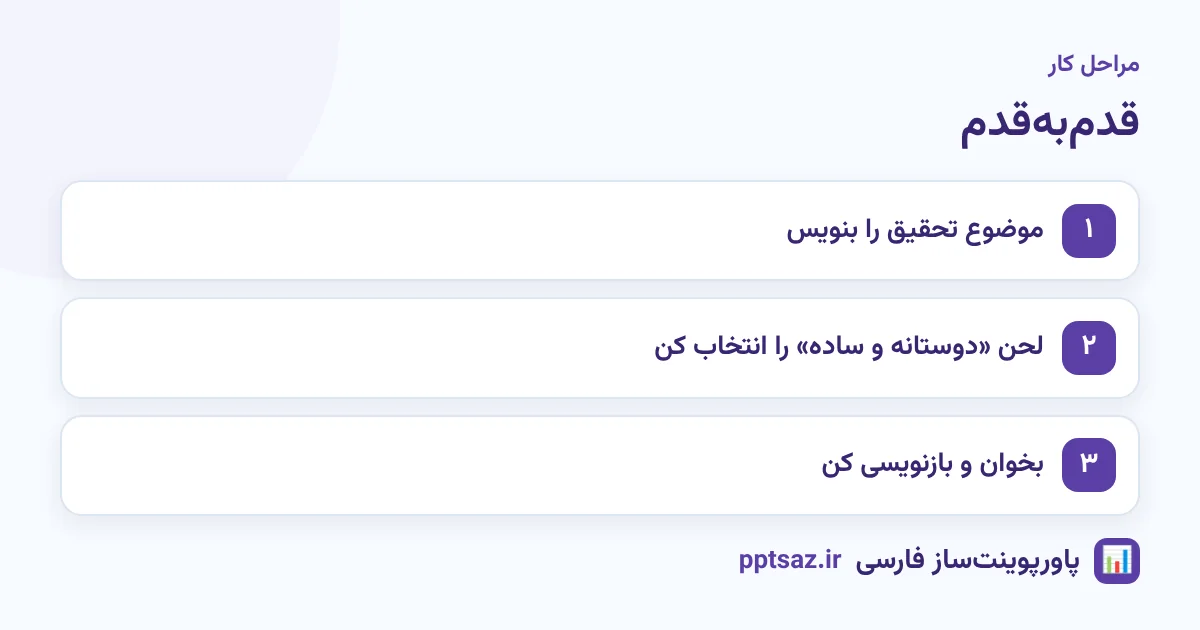 مراحل کار
قدم‌به‌قدم
۱ موضوع تحقیق را بنویس
۲ لحن «دوستانه و ساده» را انتخاب کن
۳ بخوان و بازنویسی کن
پاورپوینت‌ساز فارسی pptsaz.ir